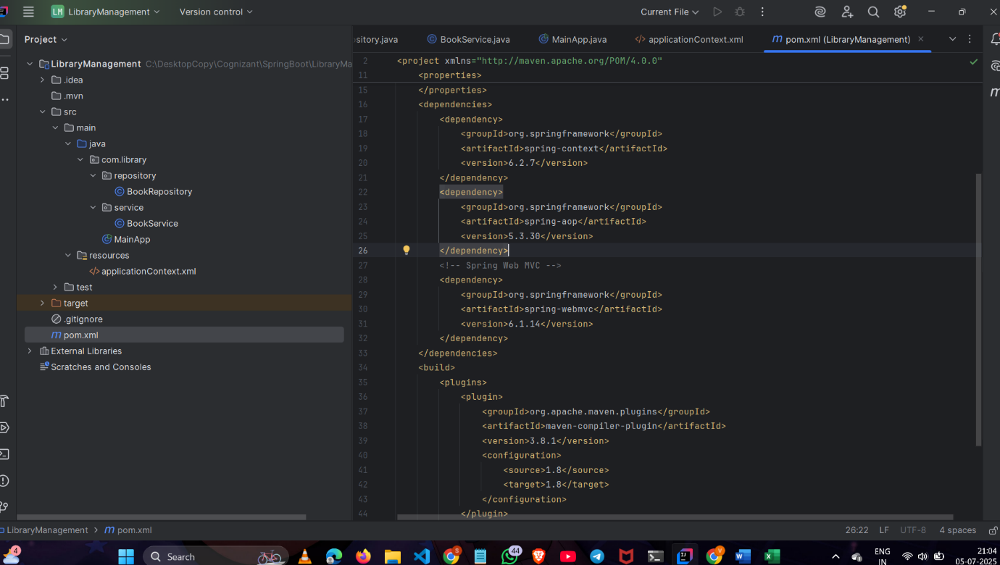 LM LibraryManagement Version control Current File
Project
sitory.java BookService.java MainApp.java applicationContext.xml pom.xml (LibraryManagement)
LibraryManagement C:\DesktopCopy\Cognizant\SpringBoot\LibraryMa
.idea
.mvn
src
main
java
com.library
repository
BookRepository
service
BookService
MainApp
resources
applicationContext.xml
test
target
.gitignore
pom.xml
External Libraries
Scratches and Consoles
2 <project xmlns="http://maven.apache.org/POM/4.0.0"
11 <properties>
15 </properties>
16 <dependencies>
17 <dependency>
18 <groupId>org.springframework</groupId>
19 <artifactId>spring-context</artifactId>
20 <version>6.2.7</version>
21 </dependency>
22 <dependency>
23 <groupId>org.springframework</groupId>
24 <artifactId>spring-aop</artifactId>
25 <version>5.3.30</version>
26 </dependency>
27 <!-- Spring Web MVC -->
28 <dependency>
29 <groupId>org.springframework</groupId>
30 <artifactId>spring-webmvc</artifactId>
31 <version>6.1.14</version>
32 </dependency>
33 </dependencies>
34 <build>
35 <plugins>
36 <plugin>
37 <groupId>org.apache.maven.plugins</groupId>
38 <artifactId>maven-compiler-plugin</artifactId>
39 <version>3.8.1</version>
40 <configuration>
41 <source>1.8</source>
42 <target>1.8</target>
43 </configuration>
44 </plugin>
LibraryManagement > pom.xml 26:22 LF UTF-8 4 spaces
4 Search 44 ENG 21:04
IN 05-07-2025